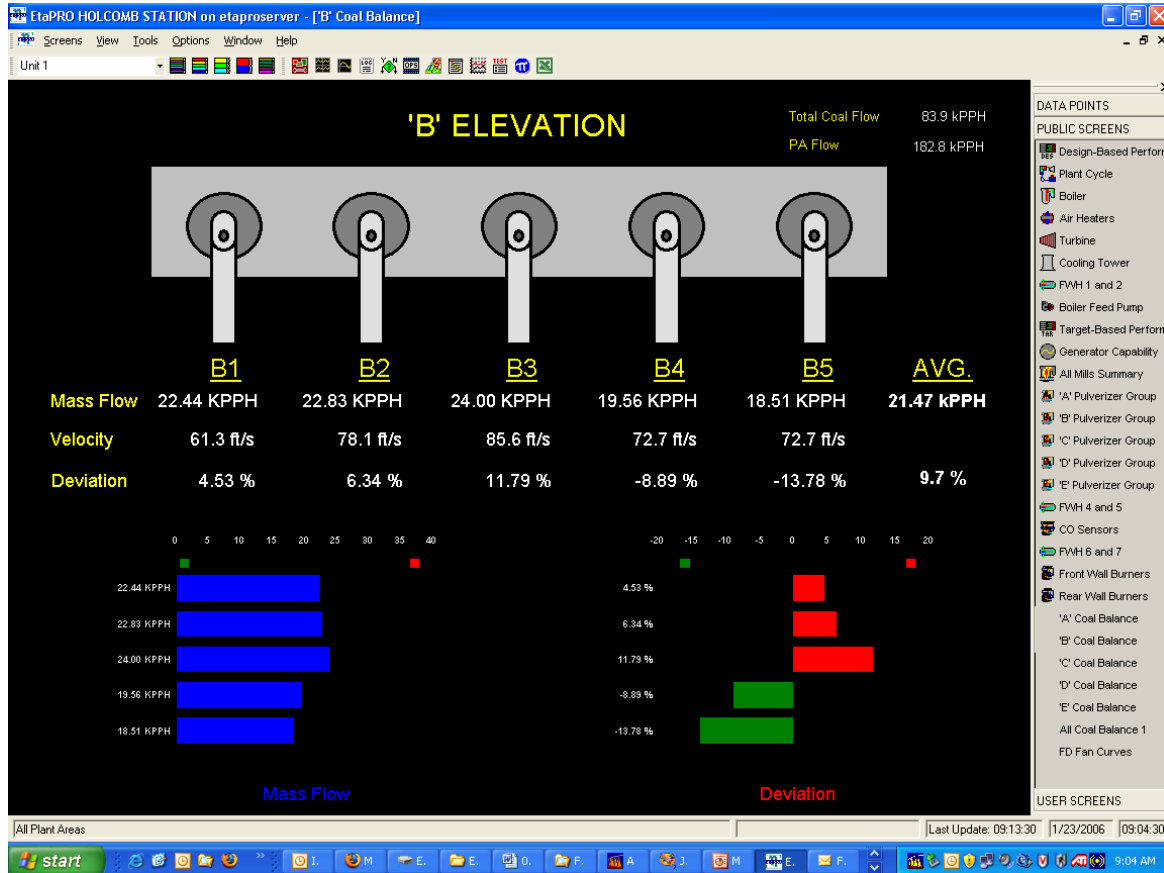 EtaPRO HOLCOMB STATION on etaproserver - ['B' Coal Balance]
Screens View Tools Options Window Help
Unit 1
'B' ELEVATION
Total Coal Flow 83.9 kPPH
PA Flow 182.8 kPPH
B1 B2 B3 B4 B5 AVG.
Mass Flow 22.44 KPPH 22.83 KPPH 24.00 KPPH 19.56 KPPH 18.51 KPPH 21.47 kPPH
Velocity 61.3 ft/s 78.1 ft/s 85.6 ft/s 72.7 ft/s 72.7 ft/s
Deviation 4.53 % 6.34 % 11.79 % -8.89 % -13.78 % 9.7 %
0 5 10 15 20 25 30 35 40
22.44 KPPH
22.83 KPPH
24.00 KPPH
19.56 KPPH
18.51 KPPH
Mass Flow
-20 -15 -10 -5 0 5 10 15 20
4.53 %
6.34 %
11.79 %
-8.89 %
-13.78 %
Deviation
DATA POINTS
PUBLIC SCREENS
Design-Based Perforr
Plant Cycle
Boiler
Air Heaters
Turbine
Cooling Tower
FWH 1 and 2
Boiler Feed Pump
Target-Based Perforn
Generator Capability
All Mills Summary
'A' Pulverizer Group
'B' Pulverizer Group
'C' Pulverizer Group
'D' Pulverizer Group
'E' Pulverizer Group
FWH 4 and 5
CO Sensors
FWH 6 and 7
Front Wall Burners
Rear Wall Burners
'A' Coal Balance
'B' Coal Balance
'C' Coal Balance
'D' Coal Balance
'E' Coal Balance
All Coal Balance 1
FD Fan Curves
USER SCREENS
All Plant Areas Last Update: 09:13:30 1/23/2006 09:04:30
start I. M E. E. O. F. A J. M E. F. 9:04 AM